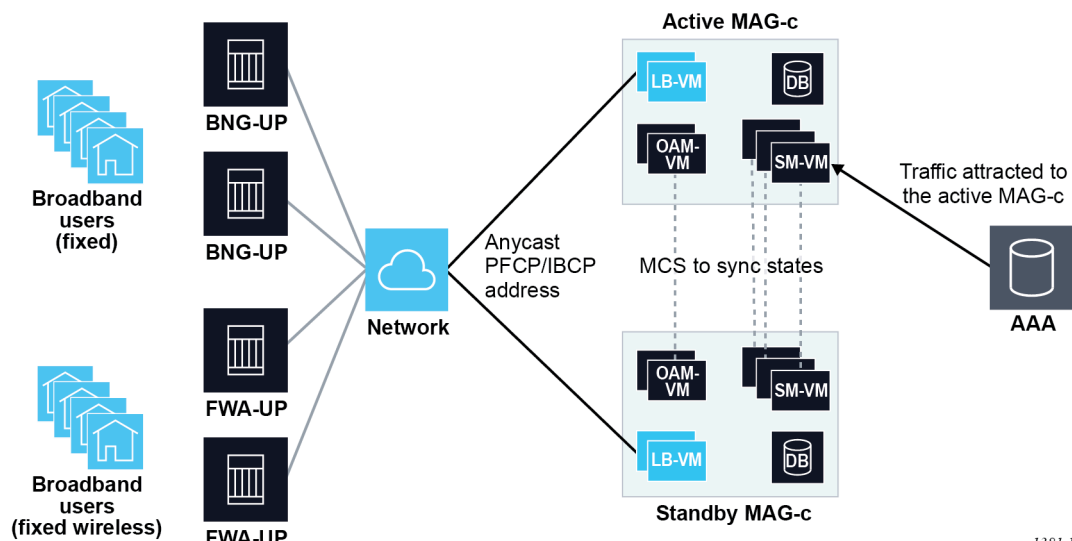 Active MAG-c
LB-VM
DB
OAM-
VM
SM-VM
BNG-UP
BNG-UP
Broadband
users
(fixed)
Traffic attracted to
the active MAG-c
Anycast
PFCP/IBCP
address
MCS to sync states
Network
AAA
FWA-UP
OAM-
VM
SM-VM
LB-VM
DB
Broadband
users
(fixed wireless)
Standby MAG-c
FWA-UP